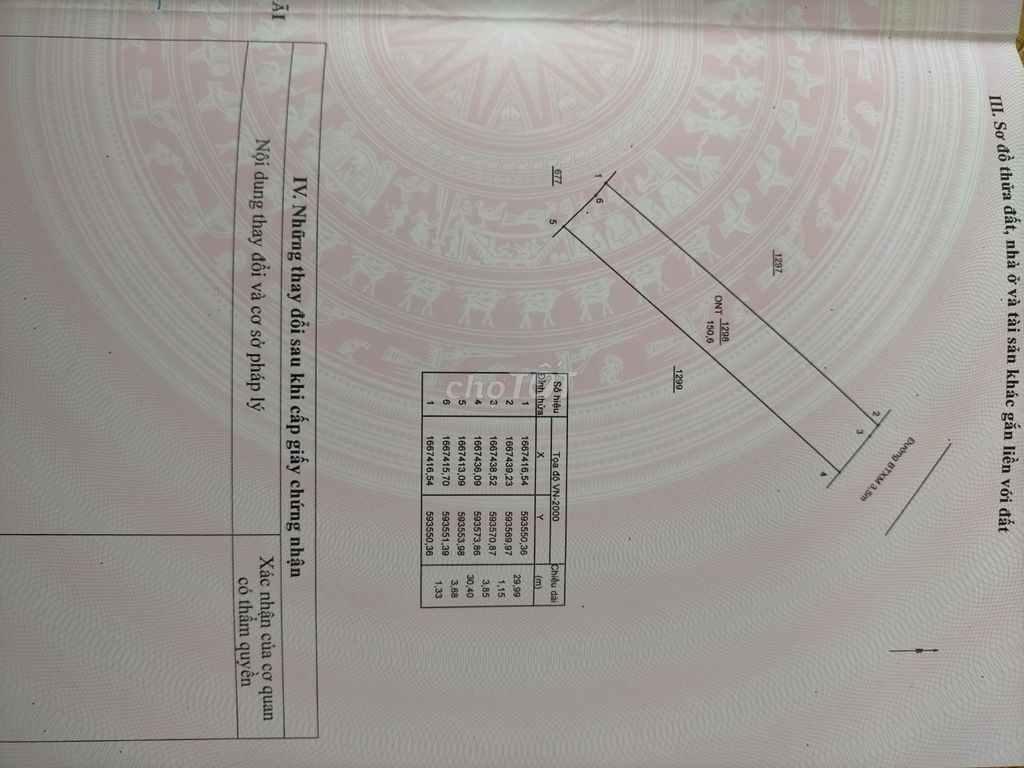 III. Sơ đồ thửa đất, nhà ở và tài sản khác gắn liền với đất
B
Đường BTXM 3,5m
2
3
4
1297
ONT 1298
150,6
1299
1
6
5
677
Số hiệu Đỉnh thửa Tọa độ VN-2000 Chiều dài (m)
X Y
1 1667416,54 593550,36
29,99
2 1667439,23 593569,97
1,15
3 1667438,52 593570,87
3,85
4 1667436,09 593573,86
30,40
5 1667413,09 593553,98
3,68
6 1667415,70 593551,39
1,33
1 1667416,54 593550,36
chợTỐT
IV. Những thay đổi sau khi cấp giấy chứng nhận
Nội dung thay đổi và cơ sở pháp lý
Xác nhận của cơ quan
có thẩm quyền
ÃI